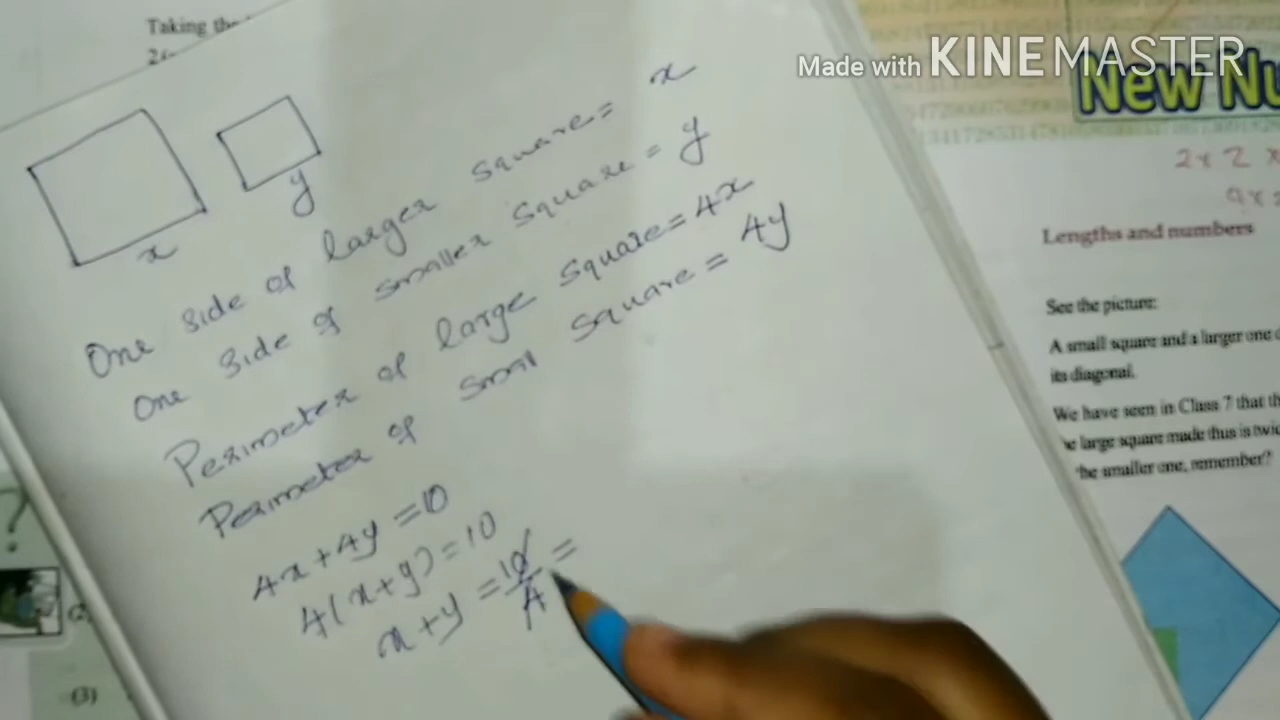 Taking the
Made with KINEMASTER
New Nu
x
y
One side of larger square = x
One side of smaller square = y
Perimeter of large square = 4x
Perimeter of small square = 4y
4x + 4y = 10
4(x+y) = 10
x + y = 10/4 =
Lengths and numbers
See the picture:
A small square and a larger one
its diagonal.
We have seen in Class 7 that
large square made thus is twic
the smaller one, remember?
?
(3)